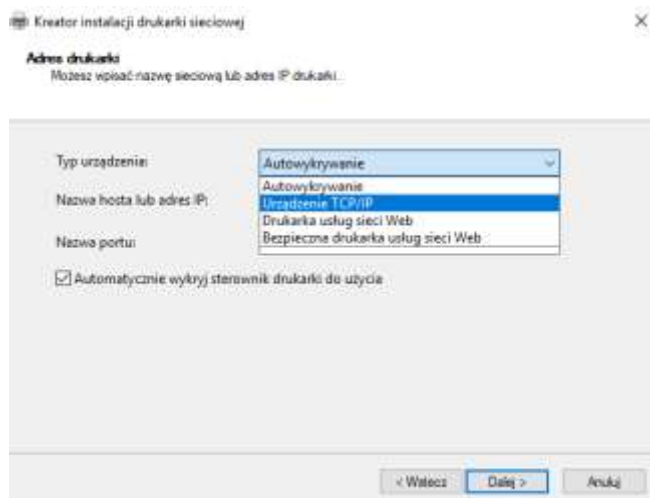 Kreator instalacji drukarki sieciowej
Adres drukarki
Możesz wpisać nazwę sieciową lub adres IP drukarki.
Typ urządzenia:
Autowykrywanie
Autowykrywanie
Nazwa hosta lub adres IP:
Urządzenie TCP/IP
Drukarka usług sieci Web
Nazwa portu:
Bezpieczna drukarka usług sieci Web
Automatycznie wykryj sterownik drukarki do użycia
< Wstecz
Dalej >
Anuluj